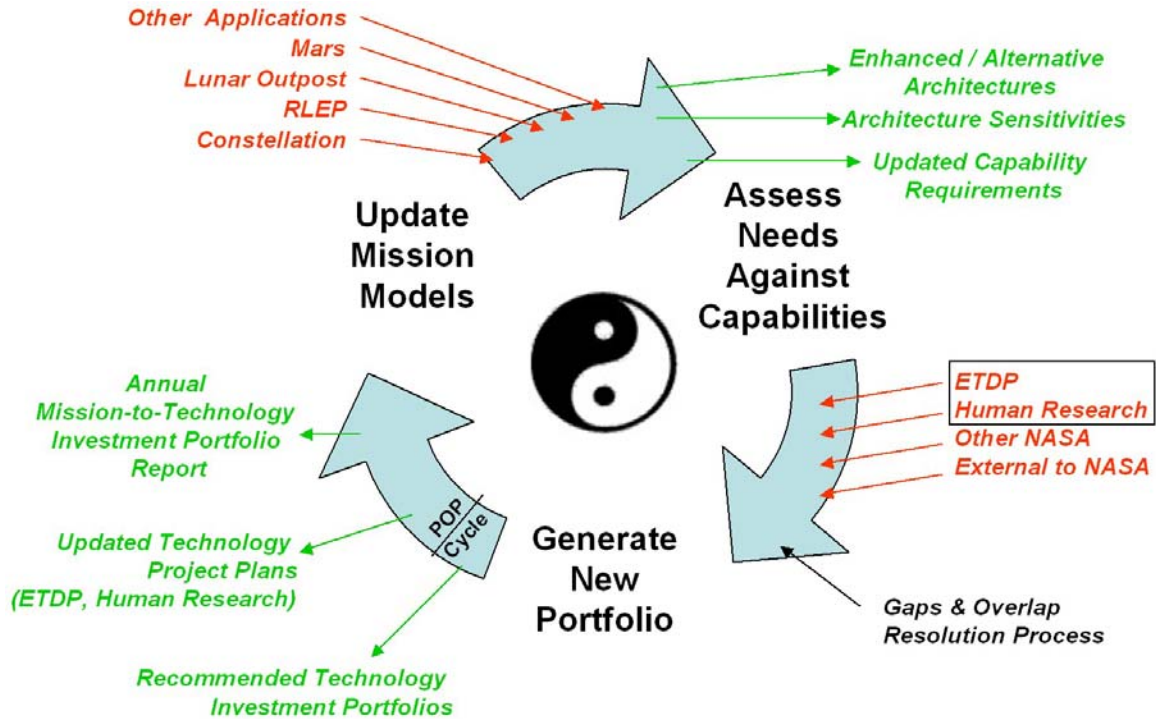 Other Applications
Mars
Lunar Outpost
RLEP
Constellation
Enhanced / Alternative
Architectures
Architecture Sensitivities
Updated Capability
Requirements
Update
Mission
Models
Assess
Needs
Against
Capabilities
ETDP
Human Research
Other NASA
External to NASA
Gaps & Overlap
Resolution Process
Generate
New
Portfolio
POP
Cycle
Annual
Mission-to-Technology
Investment Portfolio
Report
Updated Technology
Project Plans
(ETDP, Human Research)
Recommended Technology
Investment Portfolios